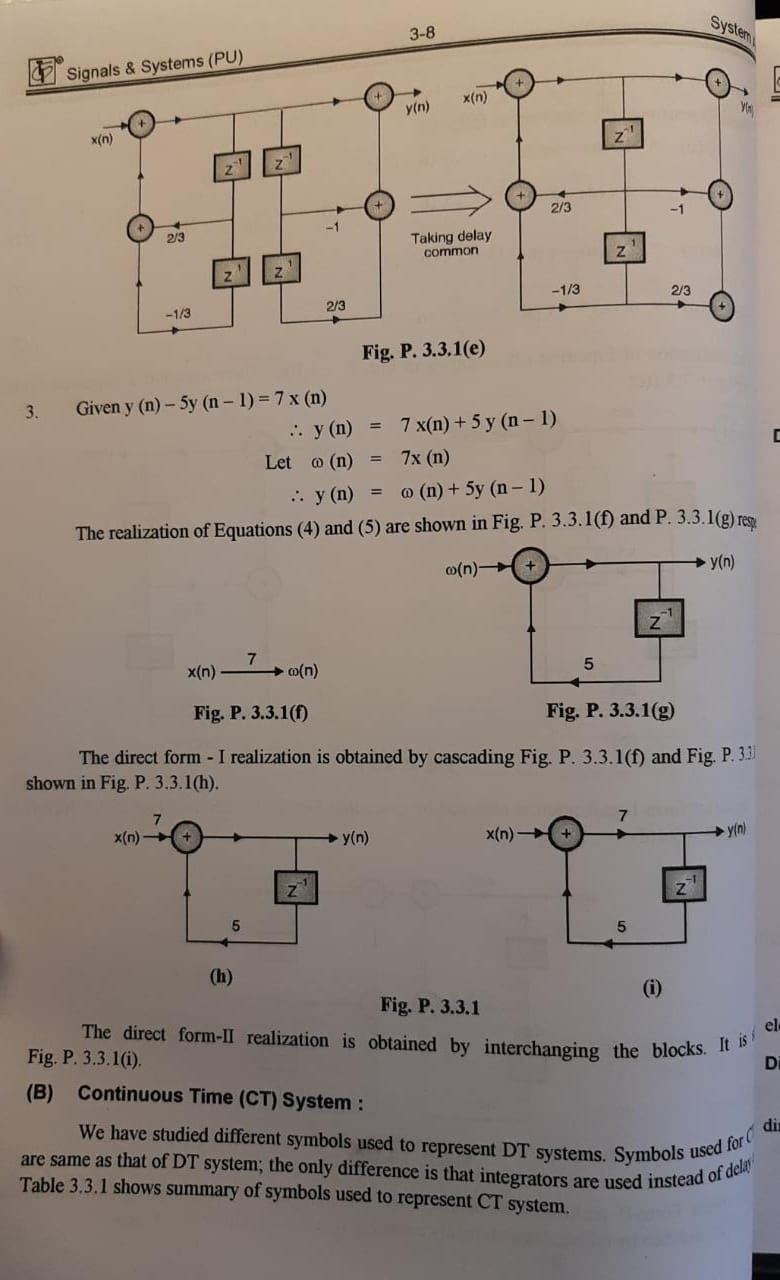 3-8
Signals & Systems (PU)
System
x(n)
+
+
y(n)
x(n)
+
+
y(n)
z-1
z-1
z-1
+
2/3
-1
+
Taking delay
common
+
2/3
-1
+
z-1
z-1
z-1
-1/3
2/3
-1/3
2/3
+
Fig. P. 3.3.1(e)
3. Given y (n) – 5y (n – 1) = 7 x (n)
∴ y (n) = 7 x(n) + 5 y (n – 1)
Let ω (n) = 7x (n)
∴ y (n) = ω (n) + 5y (n – 1)
The realization of Equations (4) and (5) are shown in Fig. P. 3.3.1(f) and P. 3.3.1(g) resp
ω(n)
+
y(n)
z-1
5
x(n)
7
ω(n)
Fig. P. 3.3.1(f)
Fig. P. 3.3.1(g)
The direct form - I realization is obtained by cascading Fig. P. 3.3.1(f) and Fig. P. 3.3.
shown in Fig. P. 3.3.1(h).
x(n)
7
+
y(n)
x(n)
+
7
y(n)
z-1
z-1
5
5
(h)
(i)
Fig. P. 3.3.1
The direct form-II realization is obtained by interchanging the blocks. It is
Fig. P. 3.3.1(i).
(B) Continuous Time (CT) System :
We have studied different symbols used to represent DT systems. Symbols used for C
are same as that of DT system; the only difference is that integrators are used instead of delay
Table 3.3.1 shows summary of symbols used to represent CT system.